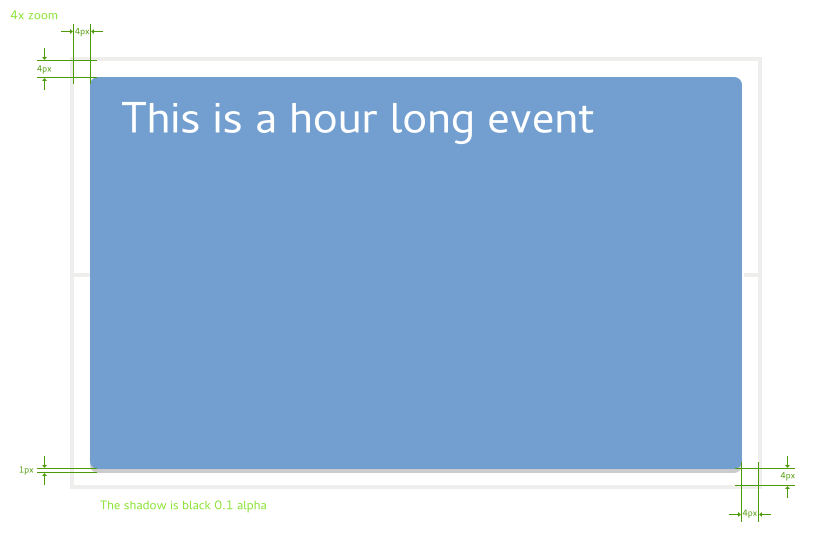 4x zoom
4px
4px
This is a hour long event
1px
4px
The shadow is black 0.1 alpha
4px